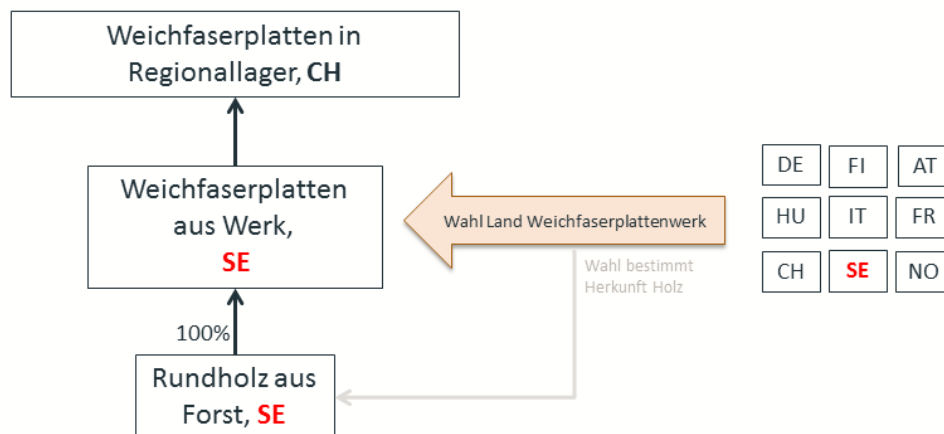 Weichfaserplatten in
Regionallager, CH
Weichfaserplatten
aus Werk,
SE
Wahl Land Weichfaserplattenwerk
DE FI AT
HU IT FR
CH SE NO
Wahl bestimmt
Herkunft Holz
100%
Rundholz aus
Forst, SE